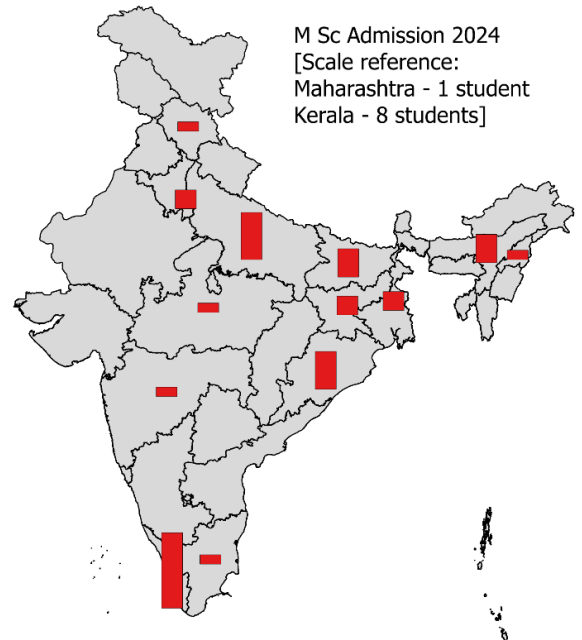 M Sc Admission 2024
[Scale reference:
Maharashtra - 1 student
Kerala - 8 students]